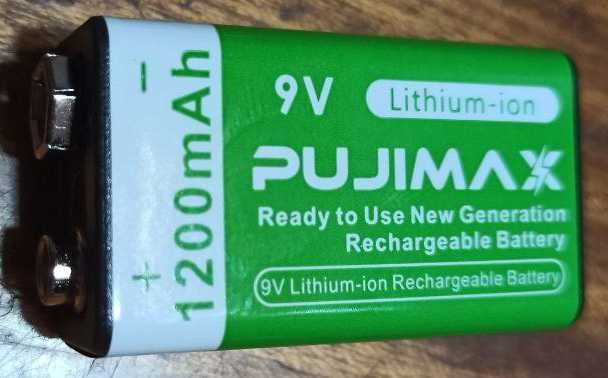 -
+
1200mAh
9V
Lithium-ion
PUJIMAX
Ready to Use New Generation
Rechargeable Battery
9V Lithium-ion Rechargeable Battery